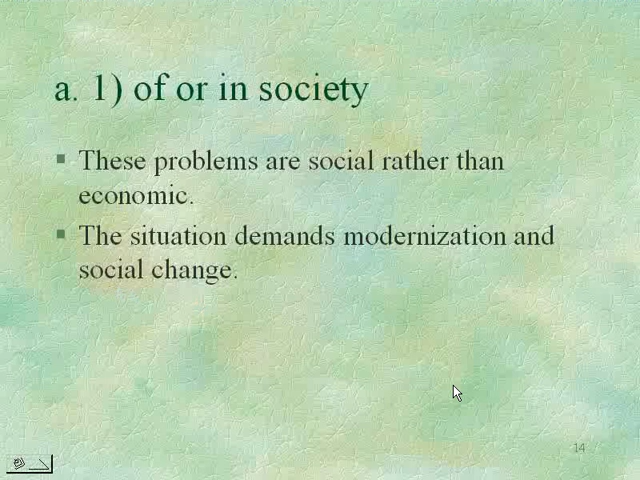 a. 1) of or in society
These problems are social rather than
economic.
The situation demands modernization and
social change.
14